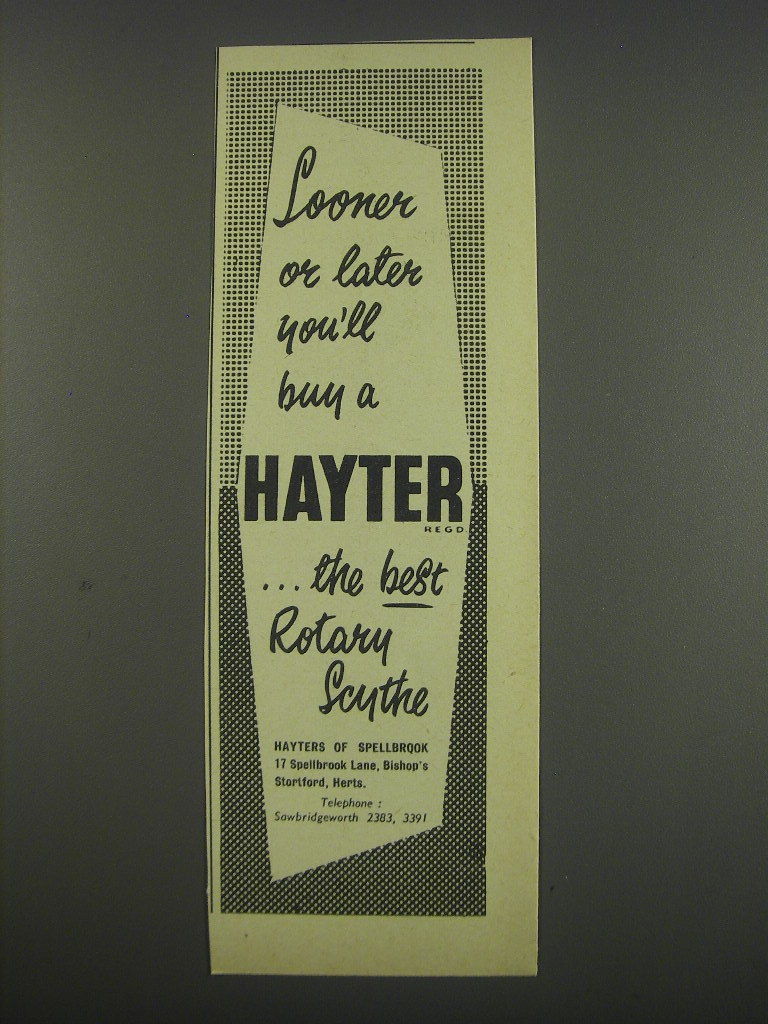 Sooner
or later
you'll
buy a
HAYTER
REGD.
... the best
Rotary
Scythe
HAYTERS OF SPELLBROOK
17 Spellbrook Lane, Bishop's
Stortford, Herts.
Telephone :
Sawbridgeworth 2383, 3391